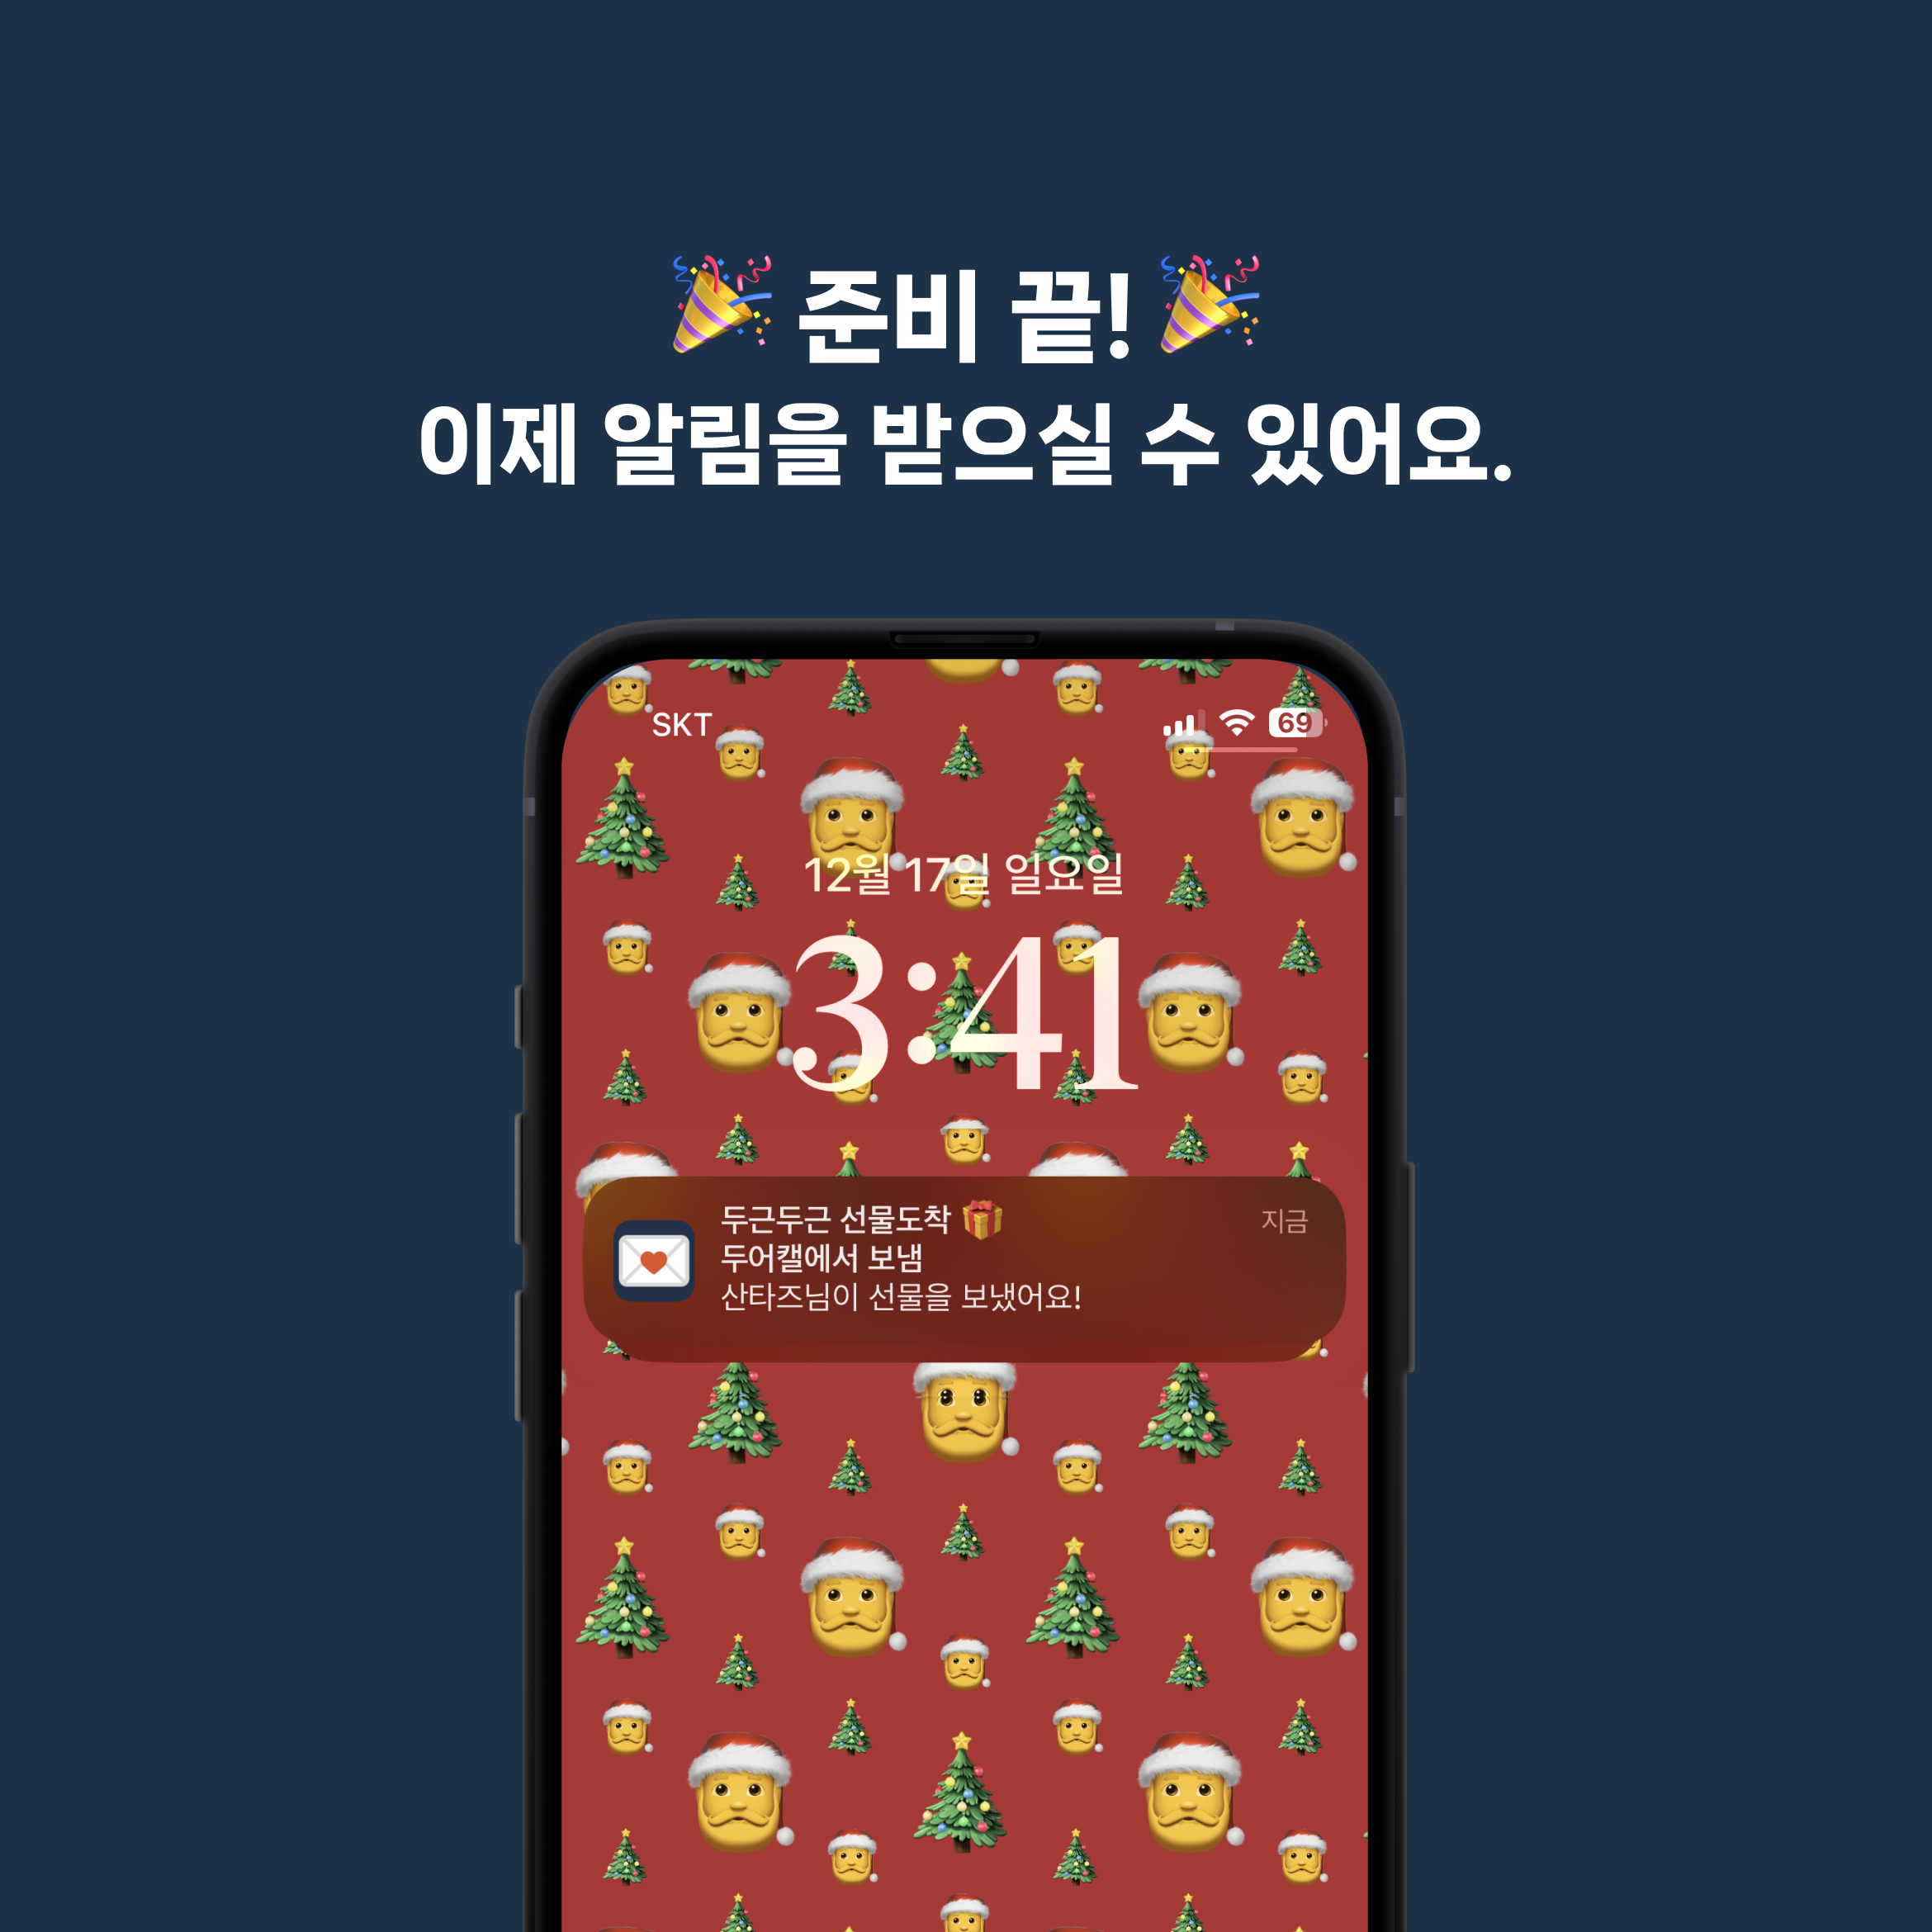 🎉 준비 끝! 🎉
이제 알림을 받으실 수 있어요.
SKT
69
12월 17일 일요일
3:41
두근두근 선물도착 🎁
지금
두어캘에서 보냄
산타즈님이 선물을 보냈어요!